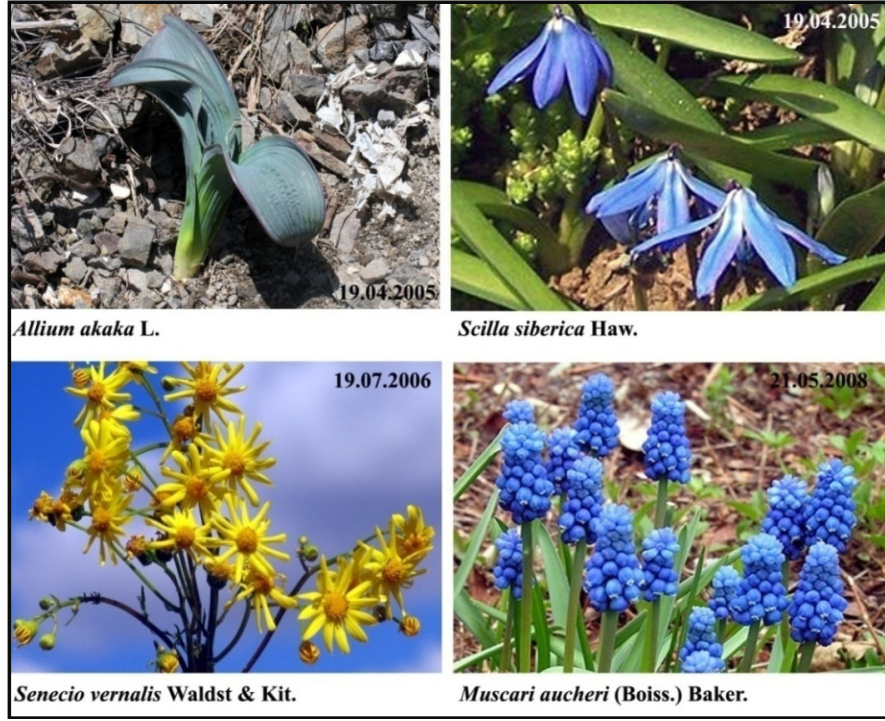 19.04.2005
19.04.2005
Allium akaka L.
Scilla siberica Haw.
19.07.2006
21.05.2008
Senecio vernalis Waldst & Kit.
Muscari aucheri (Boiss.) Baker.